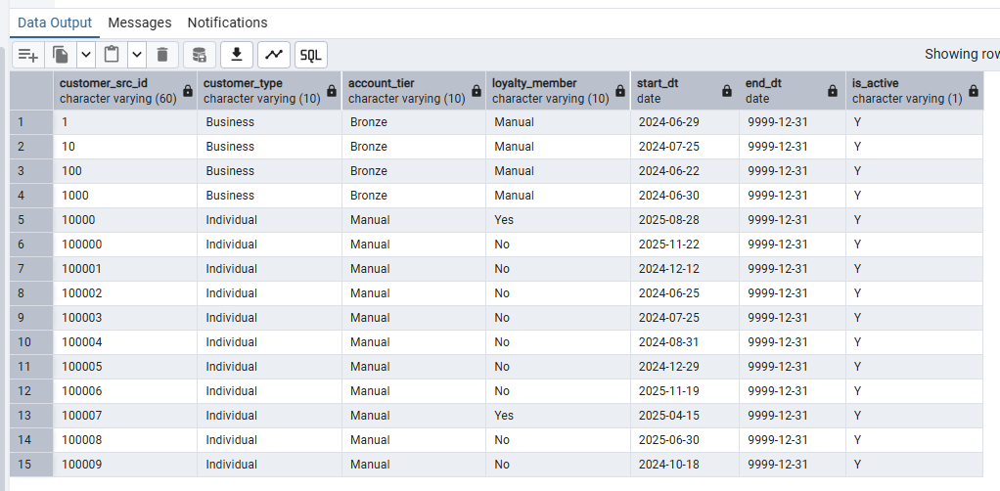 Data Output Messages Notifications
SQL Showing row
customer_src_id customer_type account_tier loyalty_member start_dt end_dt is_active
character varying (60) character varying (10) character varying (10) character varying (10) date date character varying (1)
1 1 Business Bronze Manual 2024-06-29 9999-12-31 Y
2 10 Business Bronze Manual 2024-07-25 9999-12-31 Y
3 100 Business Bronze Manual 2024-06-22 9999-12-31 Y
4 1000 Business Bronze Manual 2024-06-30 9999-12-31 Y
5 10000 Individual Manual Yes 2025-08-28 9999-12-31 Y
6 100000 Individual Manual No 2025-11-22 9999-12-31 Y
7 100001 Individual Manual No 2024-12-12 9999-12-31 Y
8 100002 Individual Manual No 2024-06-25 9999-12-31 Y
9 100003 Individual Manual No 2024-07-25 9999-12-31 Y
10 100004 Individual Manual No 2024-08-31 9999-12-31 Y
11 100005 Individual Manual No 2024-12-29 9999-12-31 Y
12 100006 Individual Manual No 2025-11-19 9999-12-31 Y
13 100007 Individual Manual Yes 2025-04-15 9999-12-31 Y
14 100008 Individual Manual No 2025-06-30 9999-12-31 Y
15 100009 Individual Manual No 2024-10-18 9999-12-31 Y